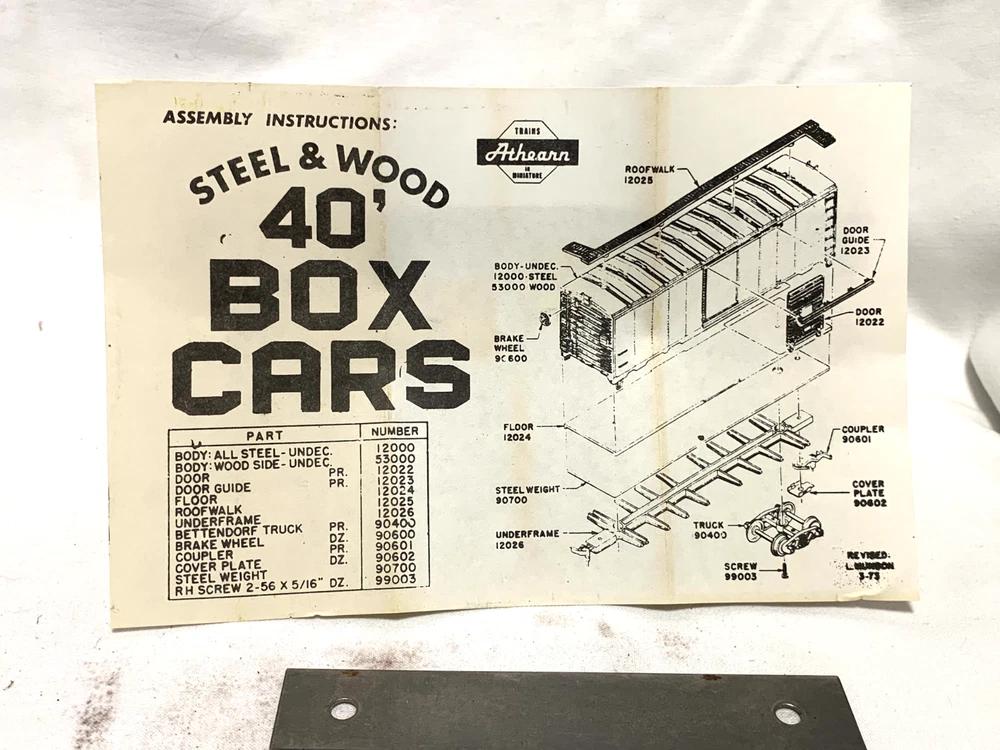 ASSEMBLY INSTRUCTIONS:
STEEL & WOOD
40'
BOX
CARS
PART NUMBER
BODY: ALL STEEL-UNDEC. 12000
BODY: WOOD SIDE-UNDEC. 53000
DOOR PR. 12022
DOOR GUIDE PR. 12023
FLOOR 12024
ROOFWALK 12025
UNDERFRAME 12026
BETTENDORF TRUCK PR. 90400
BRAKE WHEEL DZ. 90600
COUPLER PR. 90601
COVER PLATE DZ. 90602
STEEL WEIGHT 90700
RH SCREW 2-56 X 5/16" DZ. 99003
TRAINS
Athearn
IN
MINIATURE
ROOFWALK
12025
DOOR
GUIDE
12023
BODY-UNDEC.
12000-STEEL
53000 WOOD
DOOR
12022
BRAKE
WHEEL
90600
FLOOR
12024
COUPLER
90601
STEEL WEIGHT
90700
COVER
PLATE
90602
UNDERFRAME
12026
TRUCK
90400
SCREW
99003
REVISED:
L. MUNSON
3-73